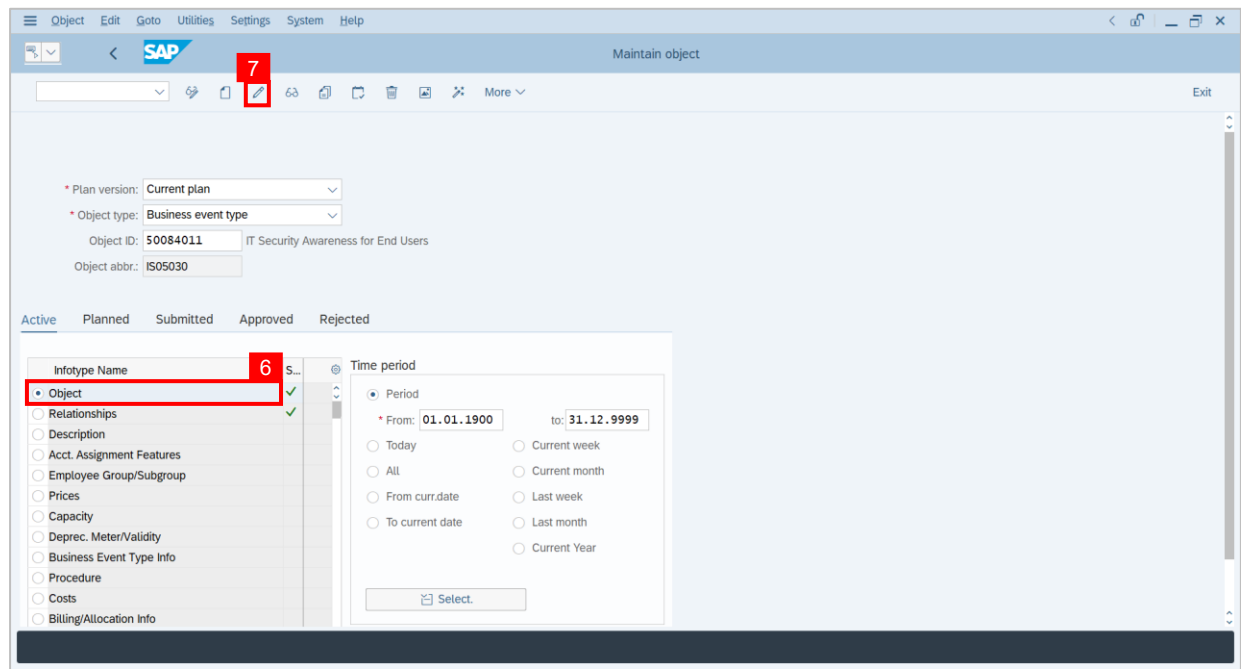 Object Edit Goto Utilities Settings System Help
SAP
Maintain object
7
More
Exit
* Plan version: Current plan
* Object type: Business event type
Object ID: 50084011 IT Security Awareness for End Users
Object abbr.: IS05030
Active Planned Submitted Approved Rejected
Infotype Name 6 S...
Object
Relationships
Description
Acct. Assignment Features
Employee Group/Subgroup
Prices
Capacity
Deprec. Meter/Validity
Business Event Type Info
Procedure
Costs
Billing/Allocation Info
Time period
Period
* From: 01.01.1900 to: 31.12.9999
Today Current week
All Current month
From curr.date Last week
To current date Last month
Current Year
Select.